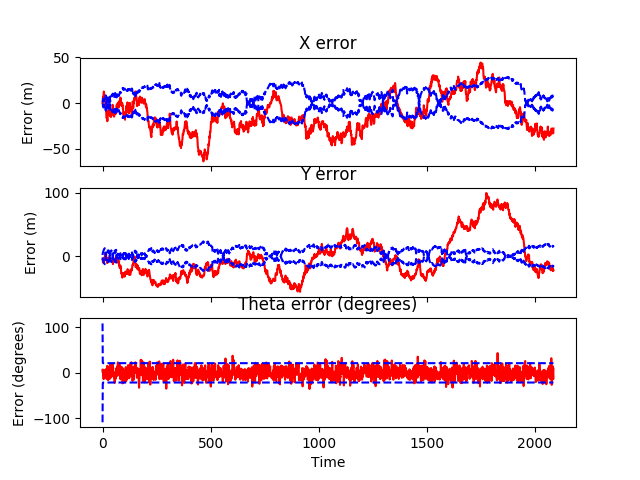 X error
50
0
−50
Error (m)
Y error
100
0
Error (m)
Theta error (degrees)
100
0
−100
Error (degrees)
0 500 1000 1500 2000
Time